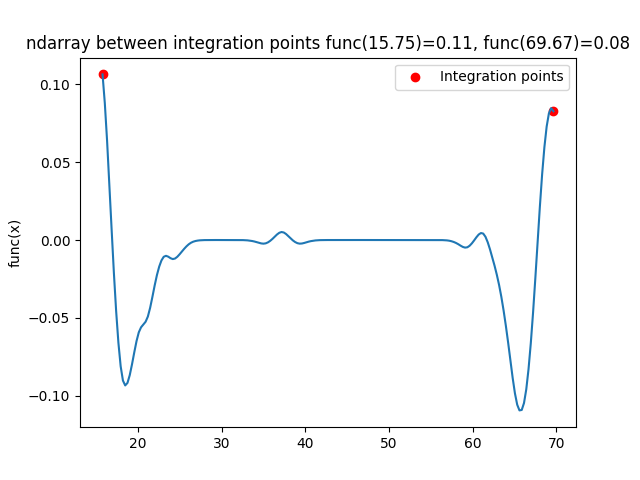 ndarray between integration points func(15.75)=0.11, func(69.67)=0.08
Integration points
func(x)
0.10
0.05
0.00
−0.05
−0.10
20 30 40 50 60 70